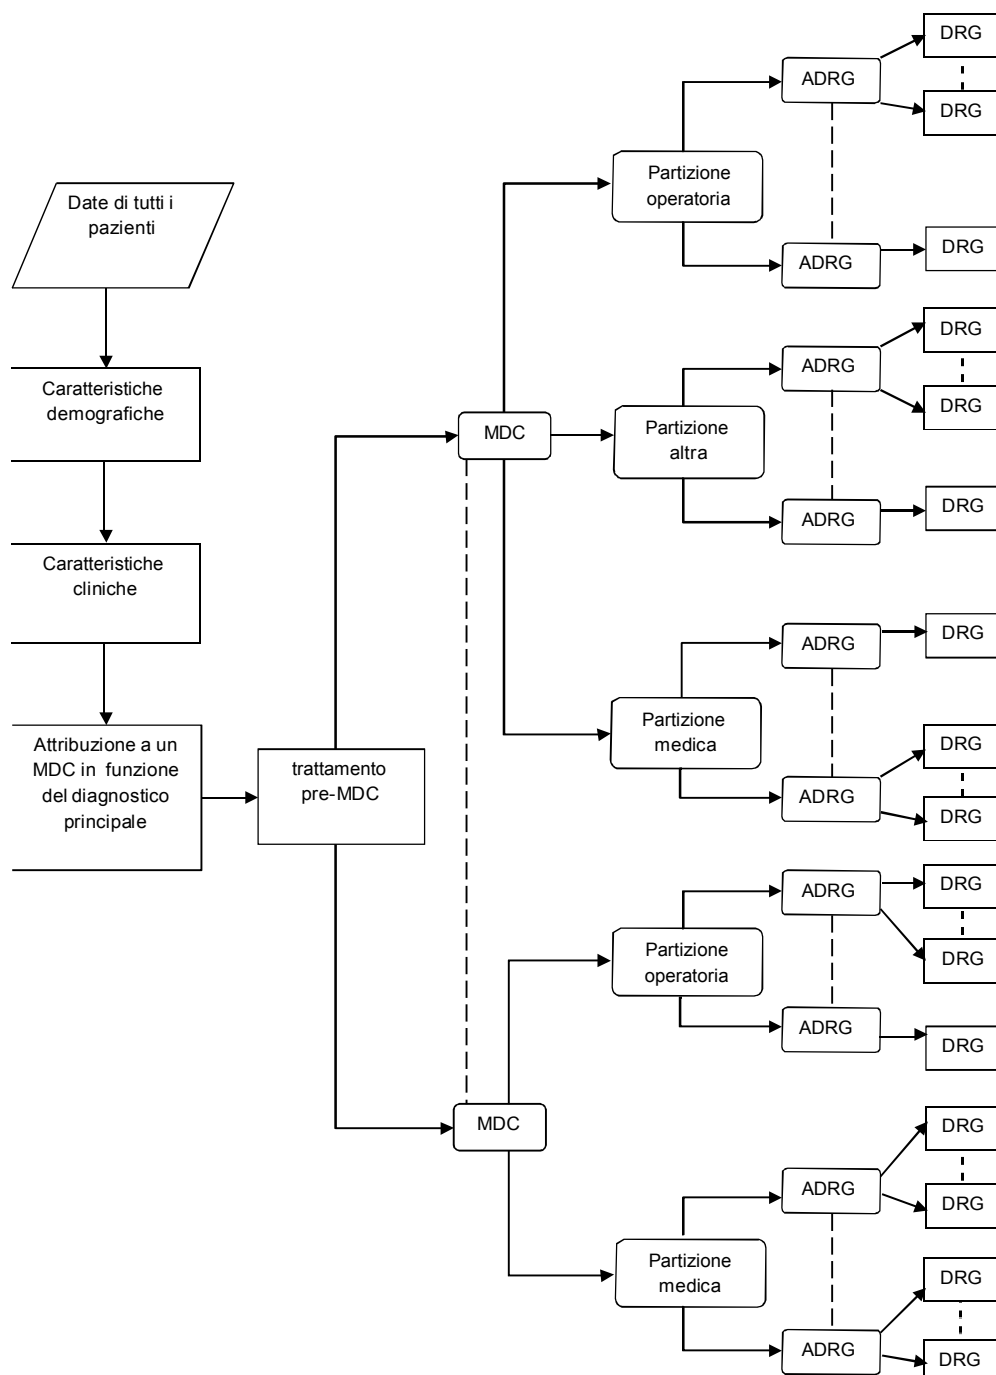 Date di tutti i
pazienti
Caratteristiche
demografiche
Caratteristiche
cliniche
Attribuzione a un
MDC in funzione
del diagnostico
principale
trattamento
pre-MDC
MDC
Partizione
operatoria
ADRG
DRG
DRG
ADRG
DRG
Partizione
altra
ADRG
DRG
DRG
ADRG
DRG
Partizione
medica
ADRG
DRG
ADRG
DRG
DRG
MDC
Partizione
operatoria
ADRG
DRG
DRG
ADRG
DRG
Partizione
medica
ADRG
DRG
DRG
ADRG
DRG
DRG